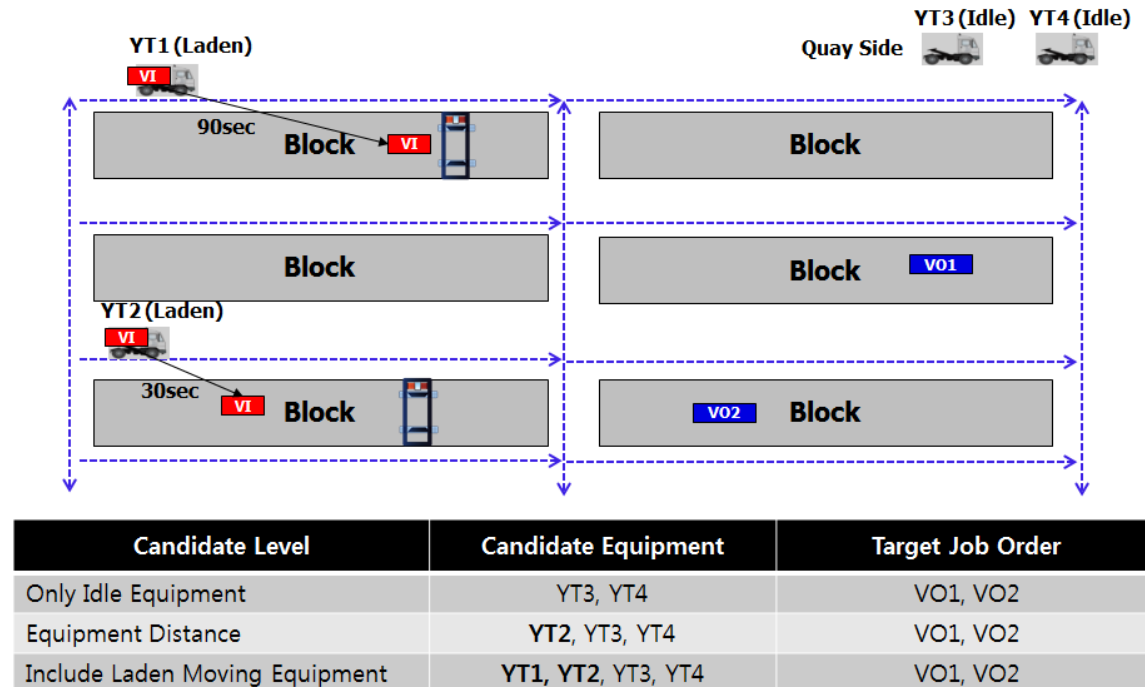 YT3 (Idle) YT4 (Idle)
YT1 (Laden)
Quay Side
VI
90sec
Block
VI
Block
Block
Block
VO1
YT2 (Laden)
VI
30sec
VI
Block
VO2
Block
Candidate Level Candidate Equipment Target Job Order
Only Idle Equipment YT3, YT4 VO1, VO2
Equipment Distance YT2, YT3, YT4 VO1, VO2
Include Laden Moving Equipment YT1, YT2, YT3, YT4 VO1, VO2